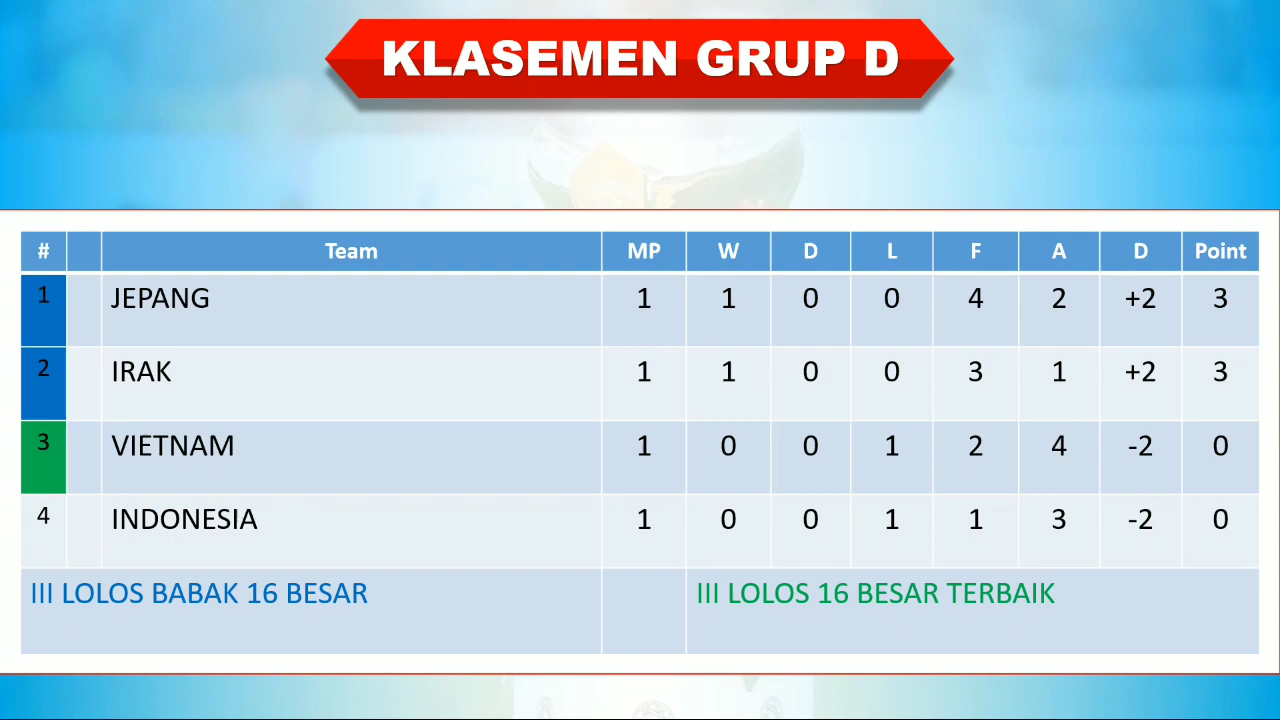 KLASEMEN GRUP D
# Team MP W D L F A D Point
1 JEPANG 1 1 0 0 4 2 +2 3
2 IRAK 1 1 0 0 3 1 +2 3
3 VIETNAM 1 0 0 1 2 4 -2 0
4 INDONESIA 1 0 0 1 1 3 -2 0
III LOLOS BABAK 16 BESAR III LOLOS 16 BESAR TERBAIK